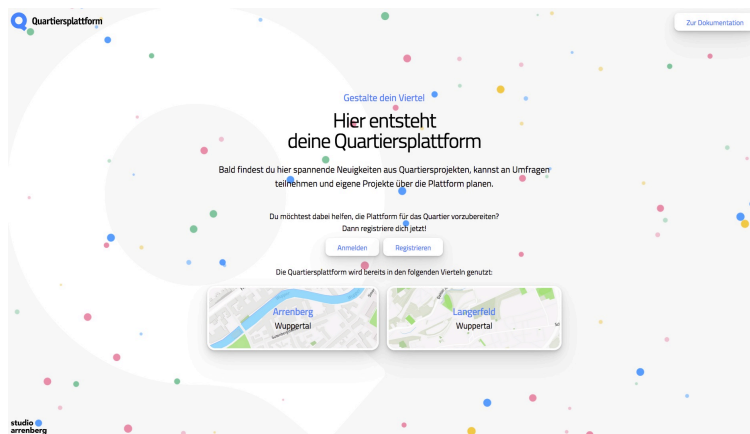 Quartiersplattform
Zur Dokumentation
Gestalte dein Viertel
Hier entsteht
deine Quartiersplattform
Bald findest du hier spannende Neuigkeiten aus Quartiersprojekten, kannst an Umfragen
teilnehmen und eigene Projekte über die Plattform planen.
Du möchtest dabei helfen, die Plattform für das Quartier vorzubereiten?
Dann registriere dich jetzt!
Anmelden
Registrieren
Die Quartiersplattform wird bereits in den folgenden Vierteln genutzt:
Arrenberg
Wuppertal
Langerfeld
Wuppertal
studio
arrenberg